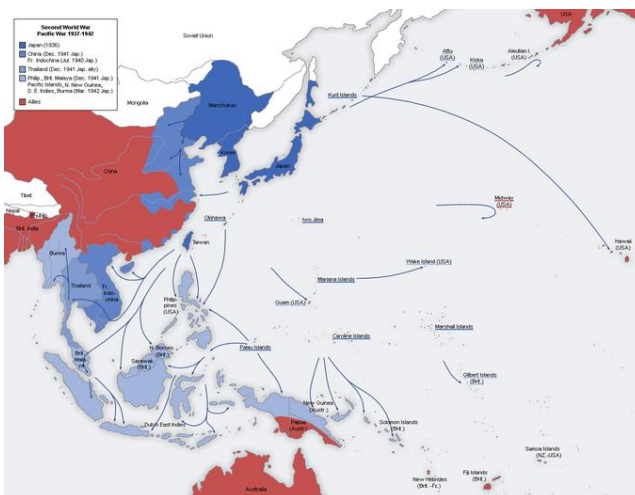 Second World War
Pacific War 1937-1942
Japan (1936)
China (Dec. 1941 Jap.)
Fr. Indochina (Jul. 1940 Jap.)
Thailand (Dec. 1941 Jap. ally)
Philip., Brit. Malaya (Dec. 1941 Jap.)
Pacific Islands, N. New Guinea,
D. E. Indies, Burma (Mar. 1942 Jap.)
Allies
Soviet Union
USA
Attu
(USA)
Kiska
(USA)
Aleutian I.
(USA)
Mongolia
Manchukuo
Kuril Islands
Korea
Japan
China
Tibet
Nepal
Brit. India
Okinawa
Iwo Jima
Midway
(USA)
Taiwan
Hawaii
(USA)
Burma
Thailand
Fr.
Indo-
china
Philip-
pines
(USA)
Mariana Islands
Wake Island (USA)
Guam (USA)
Marshall Islands
Caroline Islands
Palau Islands
N. Borneo
(Brit.)
Sarawak
(Brit.)
Brit.
Mala-
ya
Gilbert Islands
(Brit.)
New Guinea
(Austr.)
Papua
(Austr.)
Dutch East Indies
Solomon Islands
(Brit.)
Samoa Islands
(NZ.-USA)
New Hebrides
(Brit. -Fr.)
Fiji Islands
(Brit.)
Australia